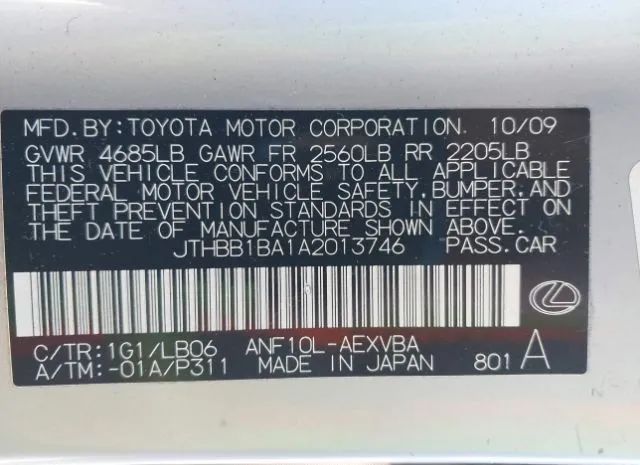 MFD.BY:TOYOTA MOTOR CORPORATION 10/09
GVWR 4685LB GAWR FR 2560LB RR 2205LB
THIS VEHICLE CONFORMS TO ALL APPLICABLE
FEDERAL MOTOR VEHICLE SAFETY,BUMPER,AND
THEFT PREVENTION STANDARDS IN EFFECT ON
THE DATE OF MANUFACTURE SHOWN ABOVE.
JTHBB1BA1A2013746 PASS.CAR
C/TR:1G1/LB06 ANF10L-AEXVBA
A/TM:-01A/P311 MADE IN JAPAN 801 A